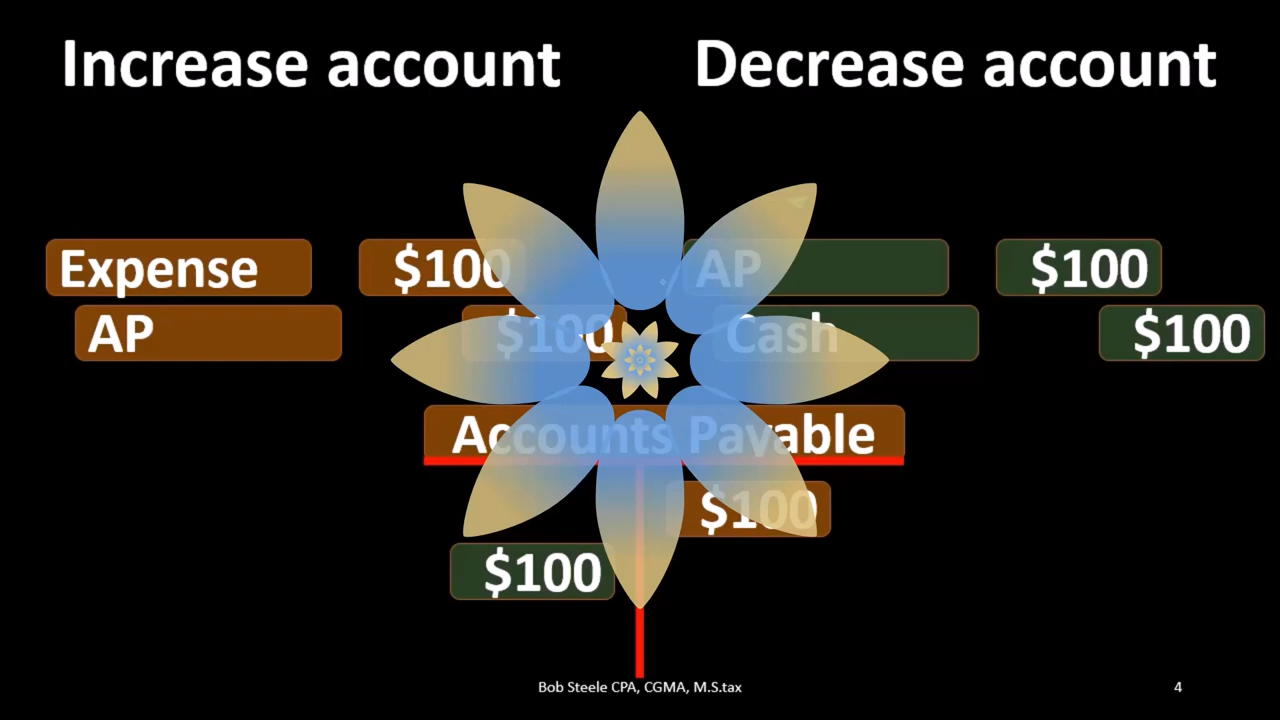 Increase account
Decrease account
Expense $100 AP $100
AP $100 Cash $100
Accounts Payable
$100
$100
Bob Steele CPA, CGMA, M.S.tax 4